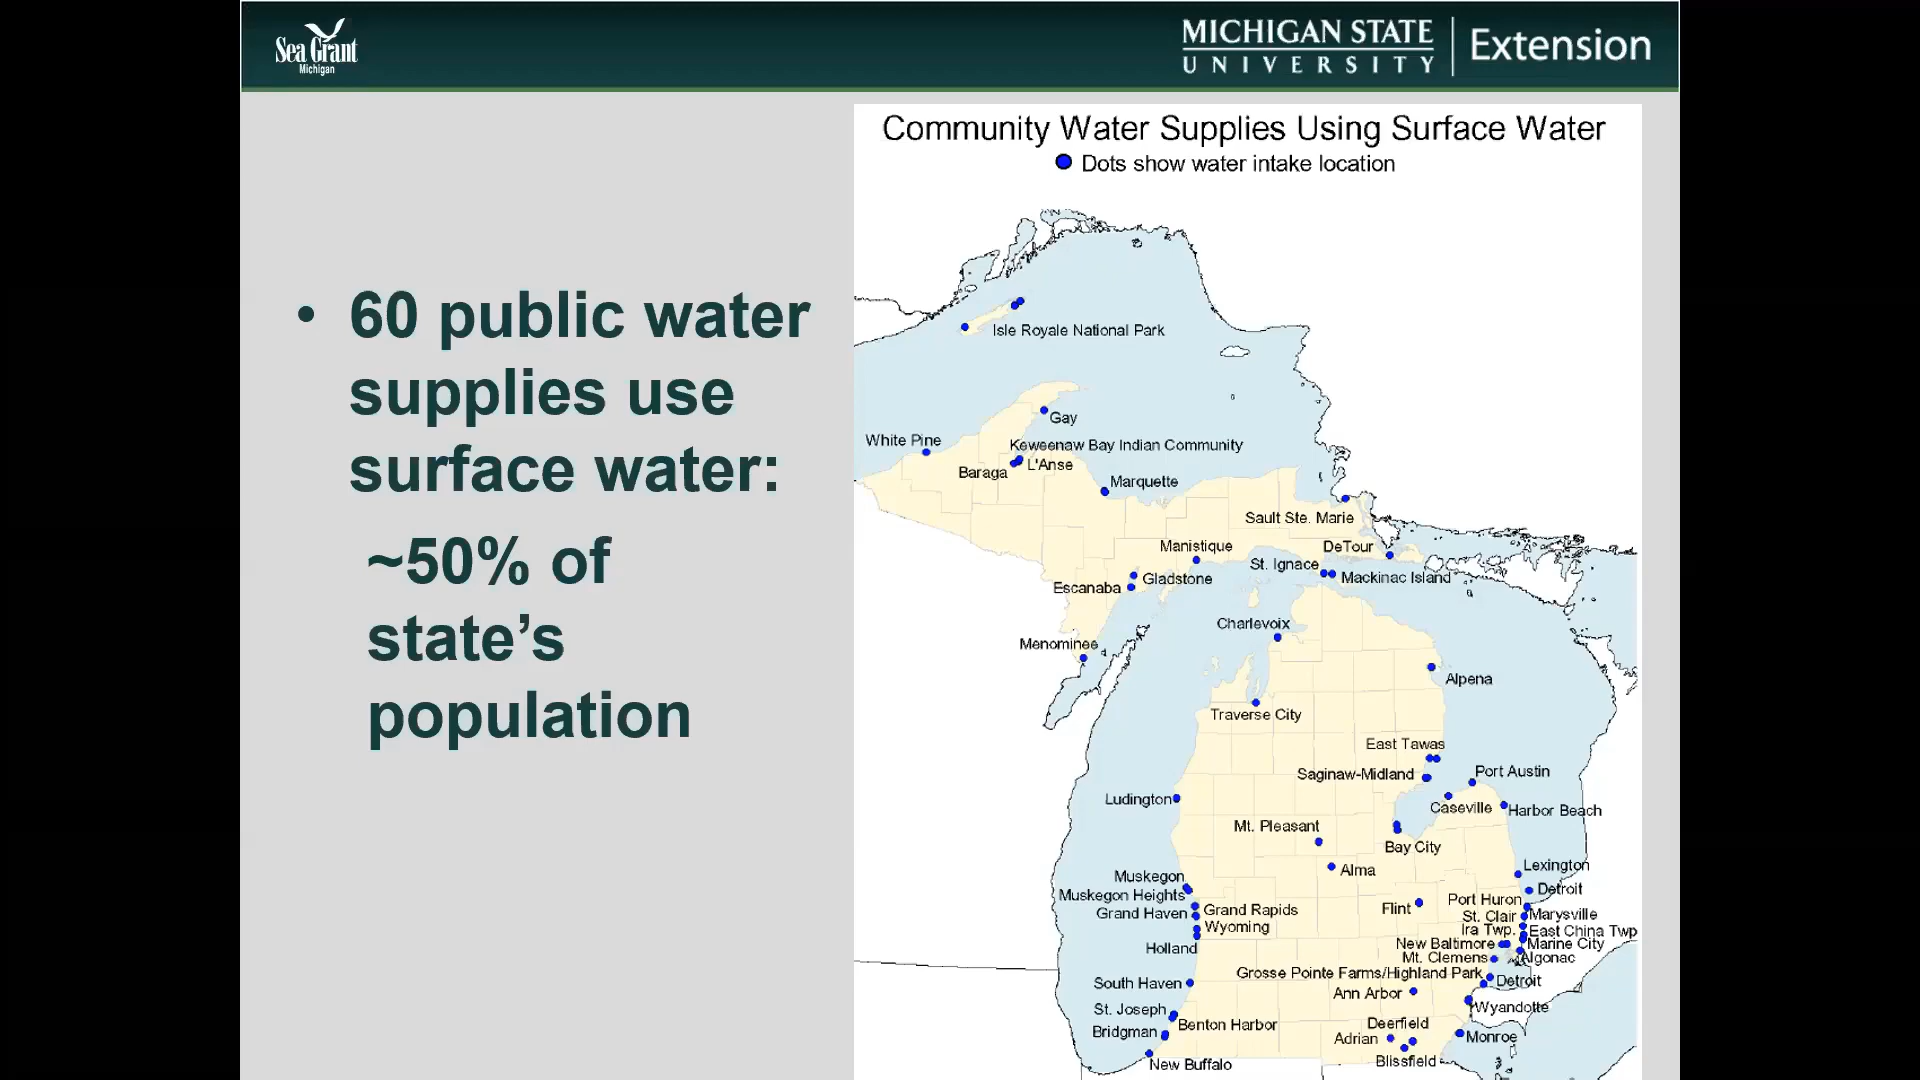 Sea Grant
Michigan
MICHIGAN STATE
UNIVERSITY
Extension
• 60 public water
supplies use
surface water:
~50% of
state's
population
Community Water Supplies Using Surface Water
Dots show water intake location
Isle Royale National Park
Gay
White Pine
Keweenaw Bay Indian Community
L'Anse
Baraga
Marquette
Sault Ste. Marie
Manistique
DeTour
St. Ignace
Mackinac Island
Gladstone
Escanaba
Charlevoix
Menominee
Alpena
Traverse City
East Tawas
Saginaw-Midland
Port Austin
Ludington
Caseville
Harbor Beach
Mt. Pleasant
Bay City
Alma
Lexington
Muskegon
Detroit
Muskegon Heights
Port Huron
Grand Haven
Grand Rapids
Flint
St. Clair
Marysville
Wyoming
Ira Twp.
East China Twp
Holland
New Baltimore
Marine City
Mt. Clemens
Algonac
Grosse Pointe Farms/Highland Park
South Haven
Detroit
Ann Arbor
St. Joseph
Wyandotte
Benton Harbor
Deerfield
Bridgman
Adrian
Monroe
Blissfield
New Buffalo